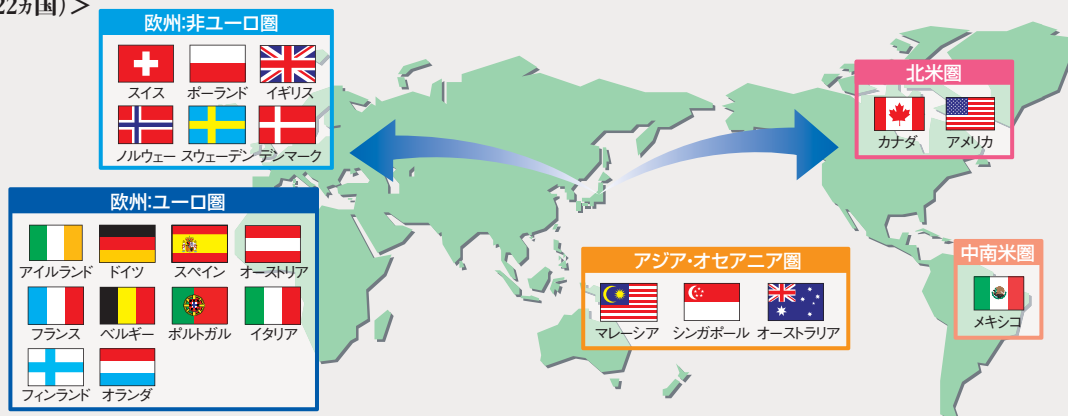 22ヵ国)＞
欧州:非ユーロ圏
スイス ポーランド イギリス
ノルウェー スウェーデン デンマーク
欧州:ユーロ圏
アイルランド ドイツ スペイン オーストリア
フランス ベルギー ポルトガル イタリア
フィンランド オランダ
アジア・オセアニア圏
マレーシア シンガポール オーストラリア
北米圏
カナダ アメリカ
中南米圏
メキシコ